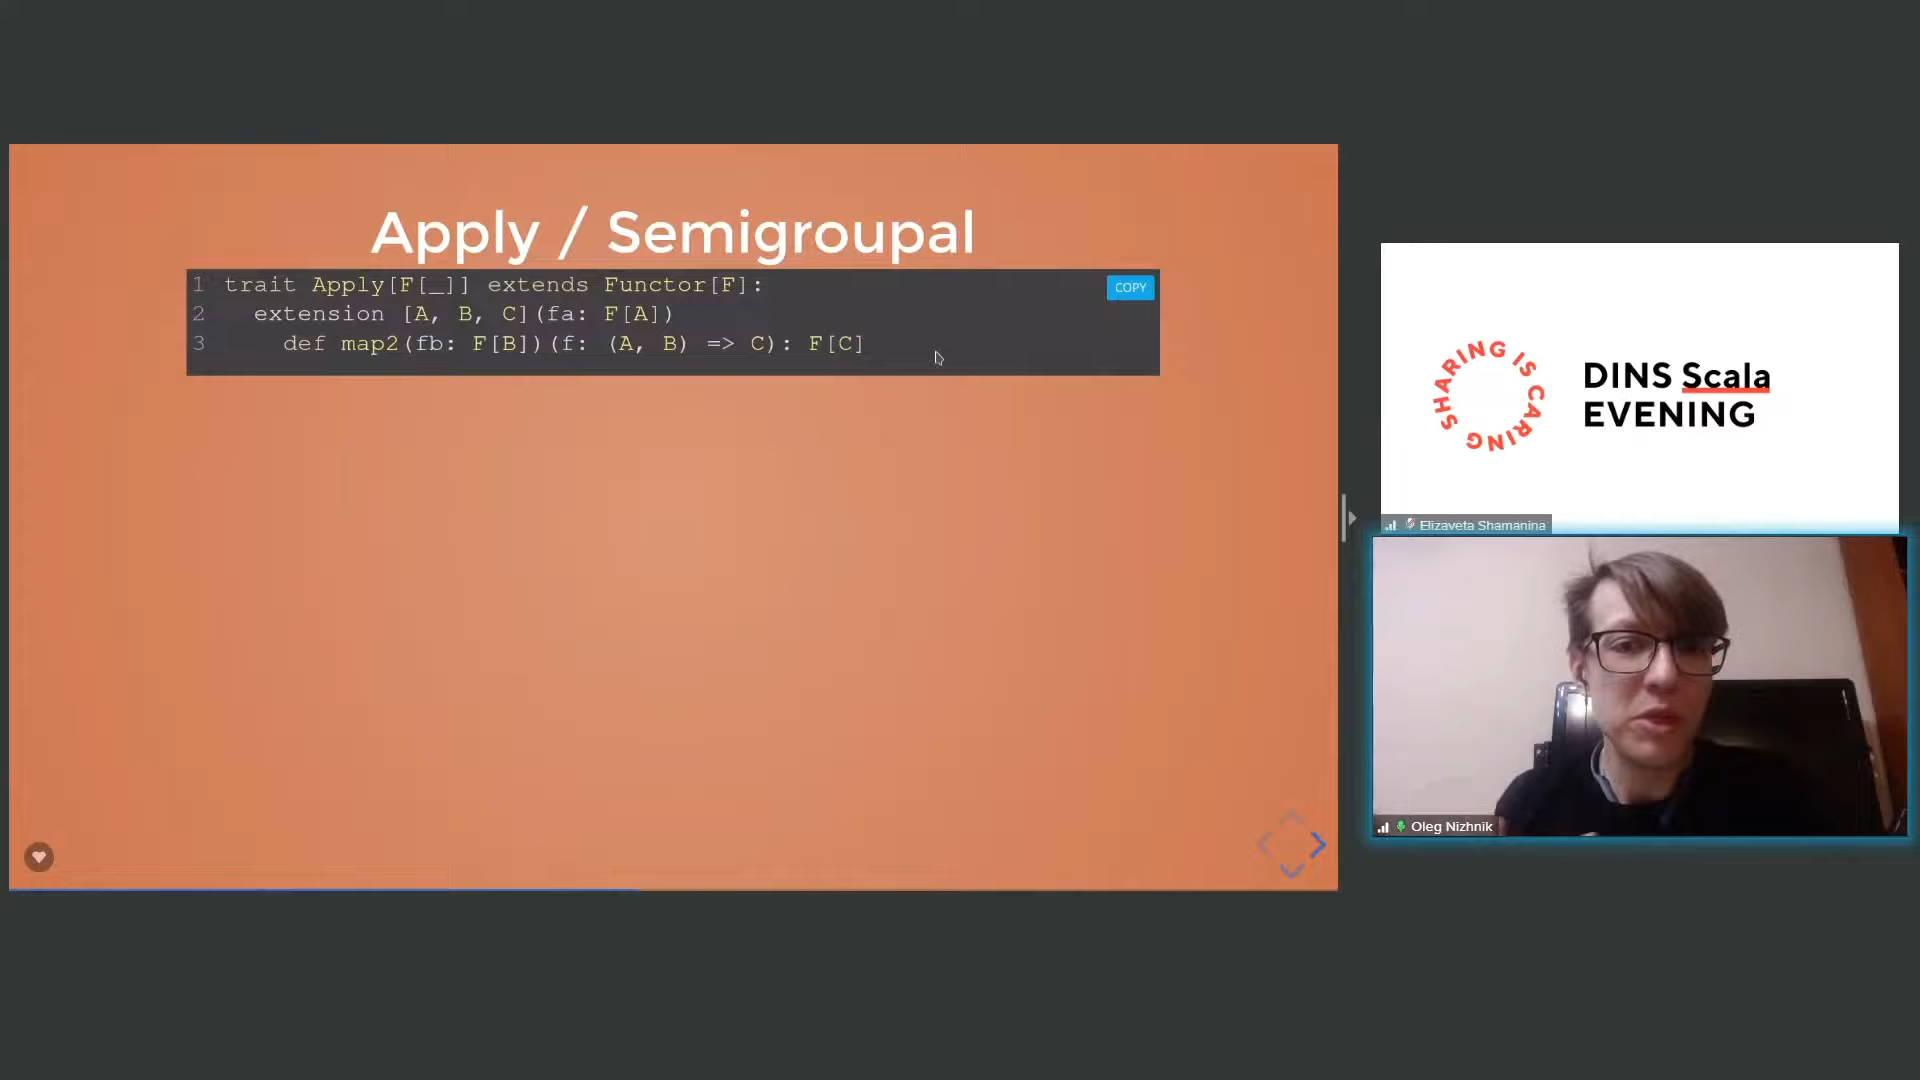 Apply / Semigroupal
1 trait Apply[F[_]] extends Functor[F]:
2 extension [A, B, C](fa: F[A])
3 def map2(fb: F[B])(f: (A, B) => C): F[C]
COPY
SHARING IS CARING
DINS Scala
EVENING
Elizaveta Shamanina
Oleg Nizhnik